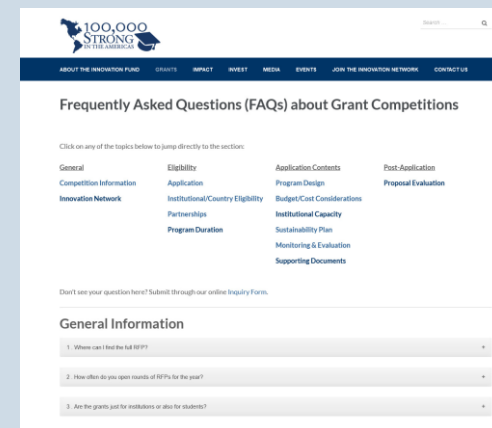 100,000
STRONG
IN THE AMERICAS
Search ...
ABOUT THE INNOVATION FUND GRANTS IMPACT INVEST MEDIA EVENTS JOIN THE INNOVATION NETWORK CONTACT US
Frequently Asked Questions (FAQs) about Grant Competitions
Click on any of the topics below to jump directly to the section:
General Eligibility Application Contents Post-Application
Competition Information Application Program Design Proposal Evaluation
Innovation Network Institutional/Country Eligibility Budget/Cost Considerations
Partnerships Institutional Capacity
Program Duration Sustainability Plan
Monitoring & Evaluation
Supporting Documents
Don't see your question here? Submit through our online Inquiry Form.
General Information
1 . Where can I find the full RFP? +
2 . How often do you open rounds of RFPs for the year? +
3 . Are the grants just for institutions or also for students? +